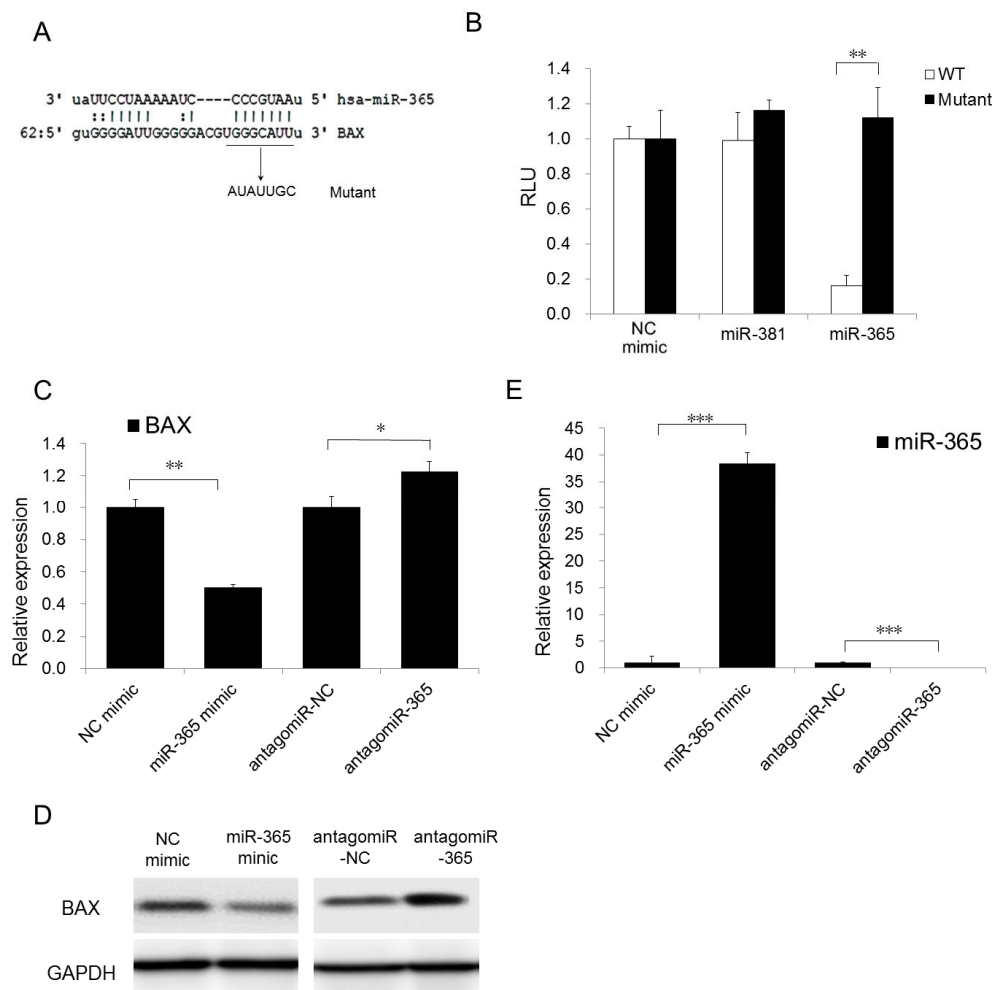 A
3' uaUUCCUAAAAAUC----CCCGUAAu 5' hsa-miR-365
::||||| :| |||||||
62:5' guGGGGAUUGGGGGACGUGGGCAUUu 3' BAX
AUAUUGC Mutant
B
**
WT
Mutant
RLU
1.4
1.2
1.0
0.8
0.6
0.4
0.2
0.0
NC mimic
miR-381
miR-365
C
BAX
**
*
Relative expression
1.4
1.2
1.0
0.8
0.6
0.4
0.2
0.0
NC mimic
miR-365 mimic
antagomiR-NC
antagomiR-365
E
miR-365
***
***
Relative expression
45
40
35
30
25
20
15
10
5
0
NC mimic
miR-365 mimic
antagomiR-NC
antagomiR-365
D
NC
mimic
miR-365
minic
antagomiR
-NC
antagomiR
-365
BAX
GAPDH